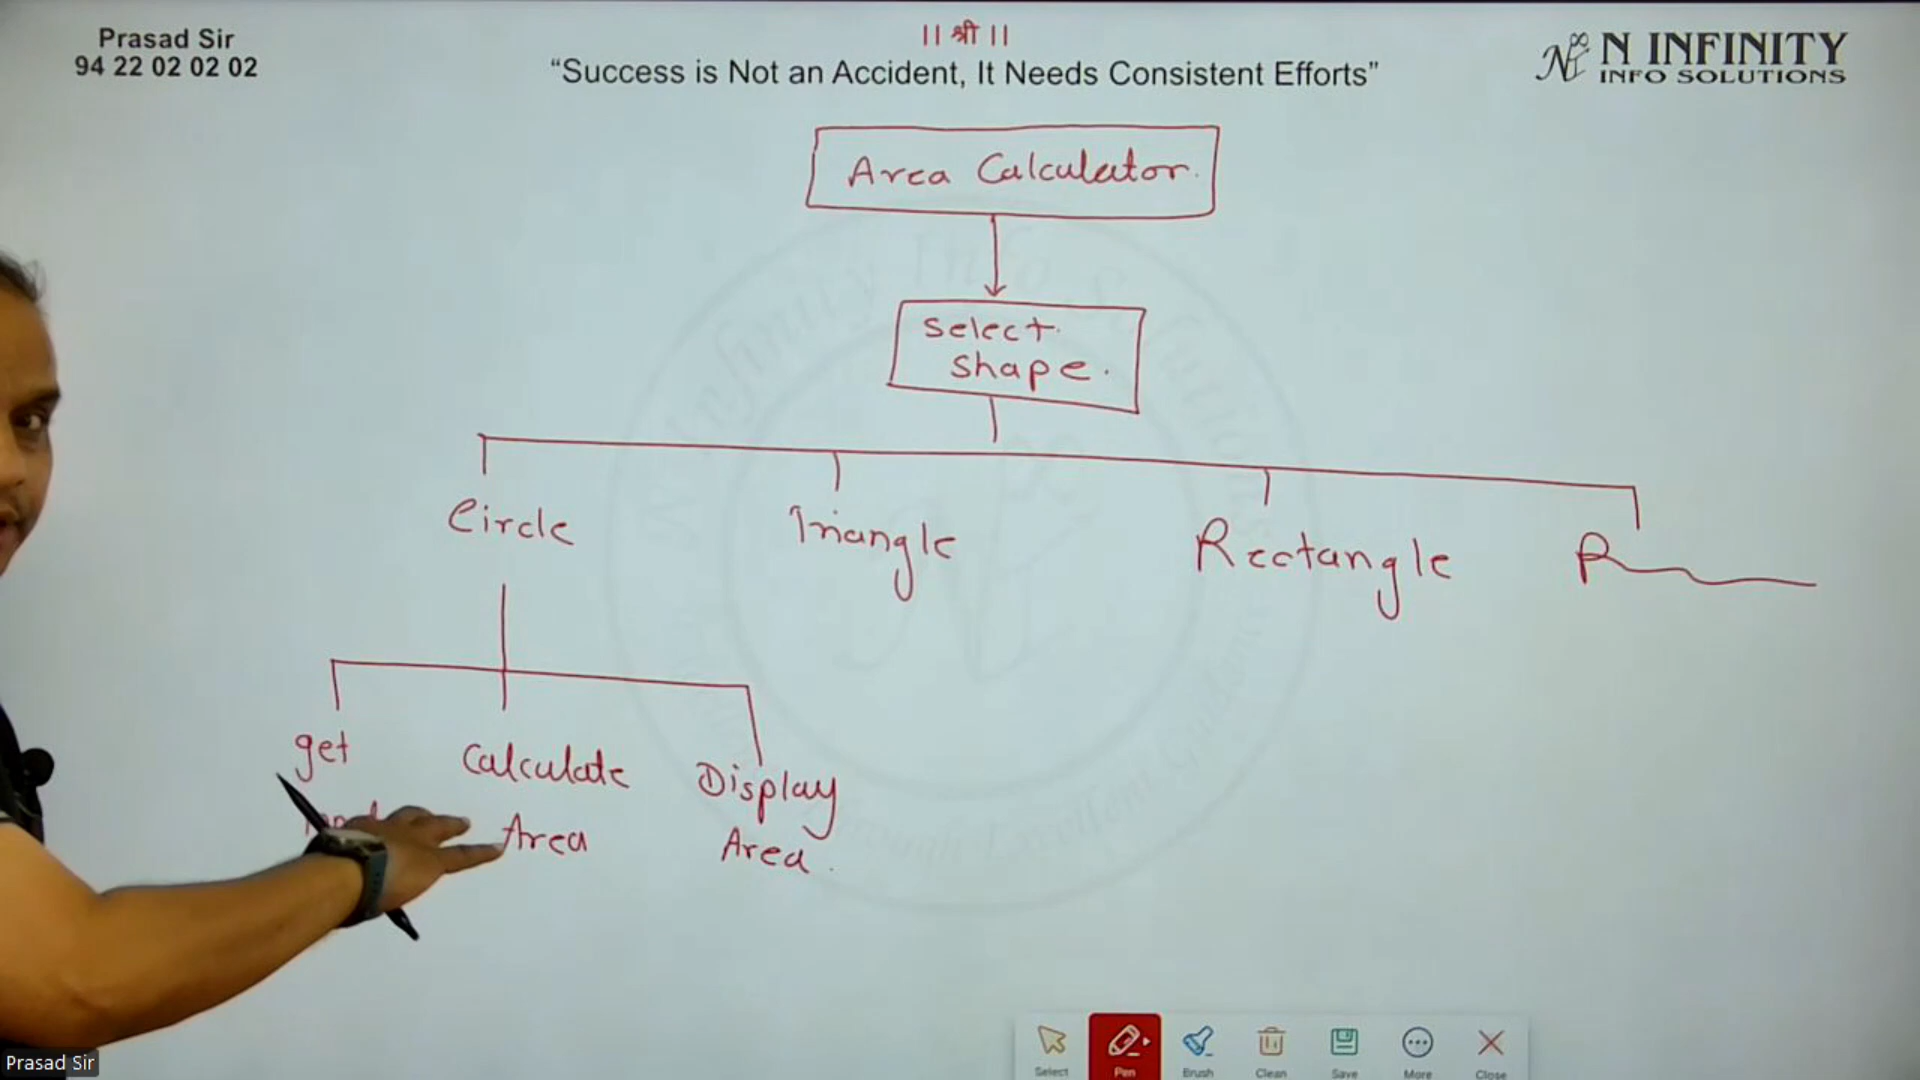 Prasad Sir
94 22 02 02 02
|| श्री ||
“Success is Not an Accident, It Needs Consistent Efforts”
N INFINITY
INFO SOLUTIONS
Area Calculator.
Select
Shape.
Circle
Triangle
Rectangle
get
Calculate
Area
Display
Area.
Prasad Sir
Select
Pen
Brush
Clean
Save
More
Close